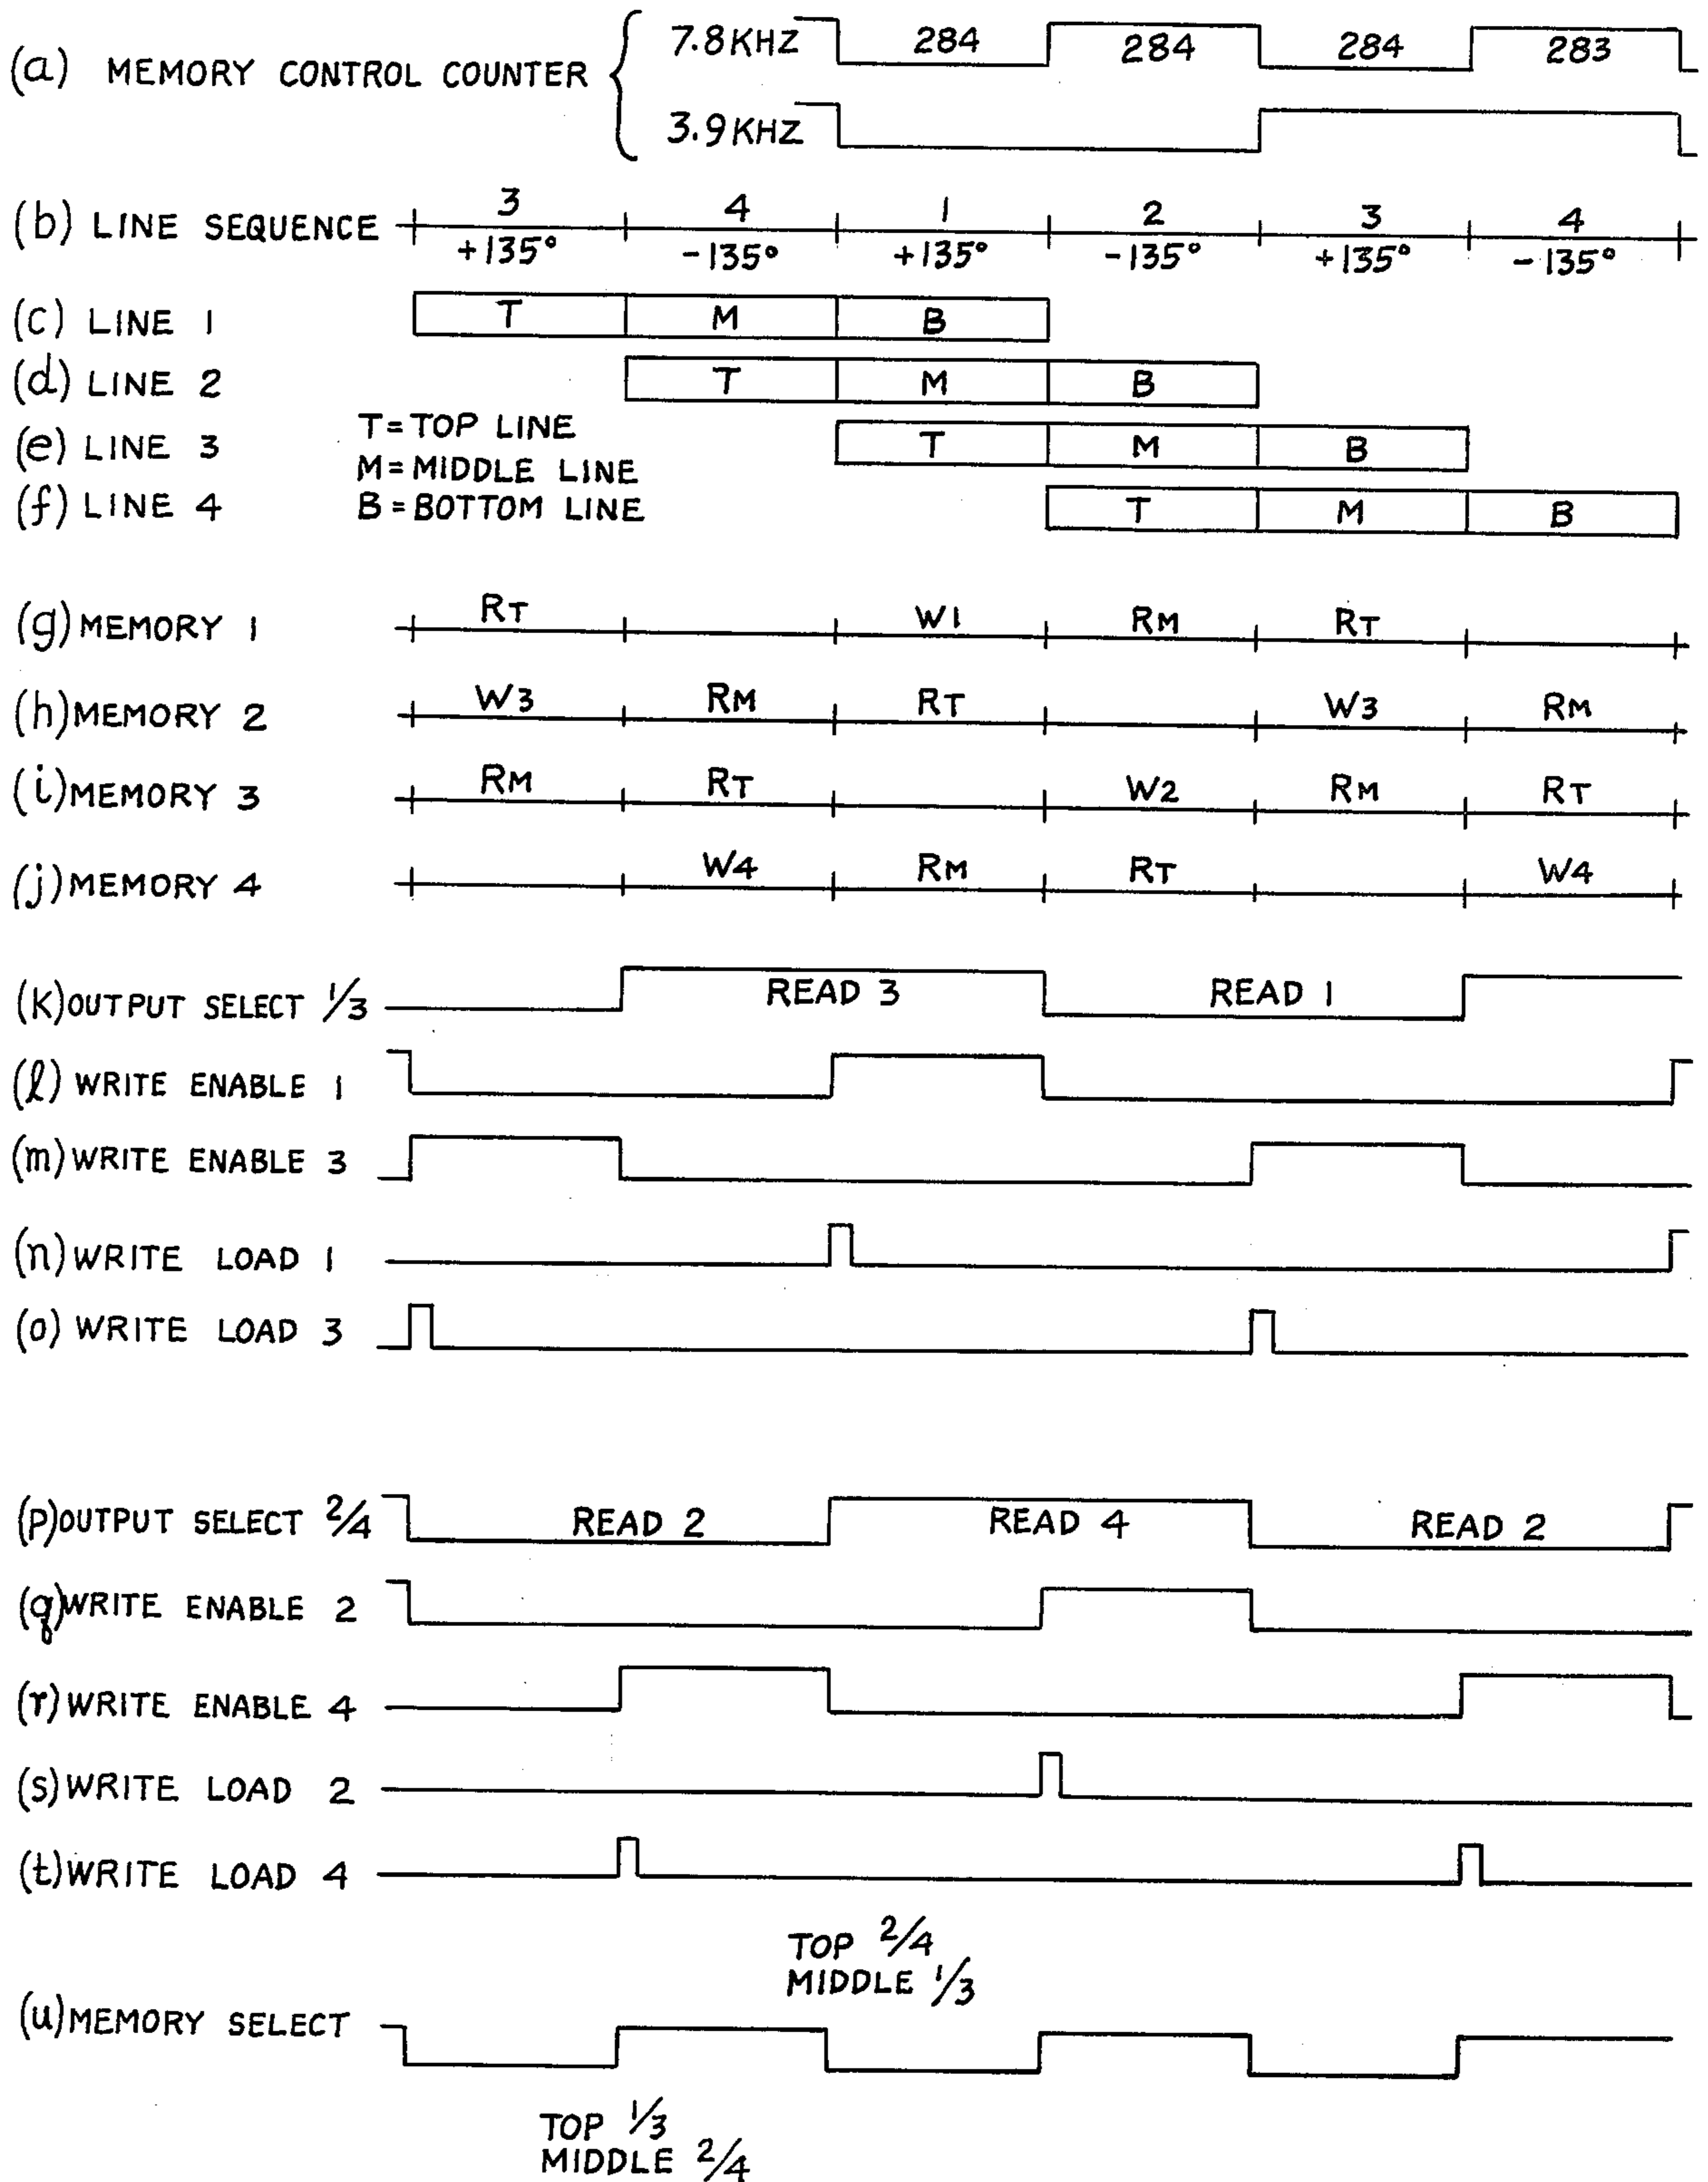 (a) MEMORY CONTROL COUNTER
7.8KHZ 284 284 284 283
3.9KHZ
(b) LINE SEQUENCE 3 4 1 2 3 4
+135° -135° +135° -135° +135° -135°
(c) LINE 1 T M B
(d) LINE 2 T M B
(e) LINE 3 T M B
(f) LINE 4 T M B
T=TOP LINE
M=MIDDLE LINE
B=BOTTOM LINE
(g) MEMORY 1 RT W1 RM RT
(h) MEMORY 2 W3 RM RT W3 RM
(i) MEMORY 3 RM RT W2 RM RT
(j) MEMORY 4 W4 RM RT W4
(K) OUTPUT SELECT 1/3 READ 3 READ 1
(l) WRITE ENABLE 1
(m) WRITE ENABLE 3
(n) WRITE LOAD 1
(o) WRITE LOAD 3
(p) OUTPUT SELECT 2/4 READ 2 READ 4 READ 2
(q) WRITE ENABLE 2
(r) WRITE ENABLE 4
(s) WRITE LOAD 2
(t) WRITE LOAD 4
TOP 2/4
MIDDLE 1/3
(u) MEMORY SELECT
TOP 1/3
MIDDLE 2/4